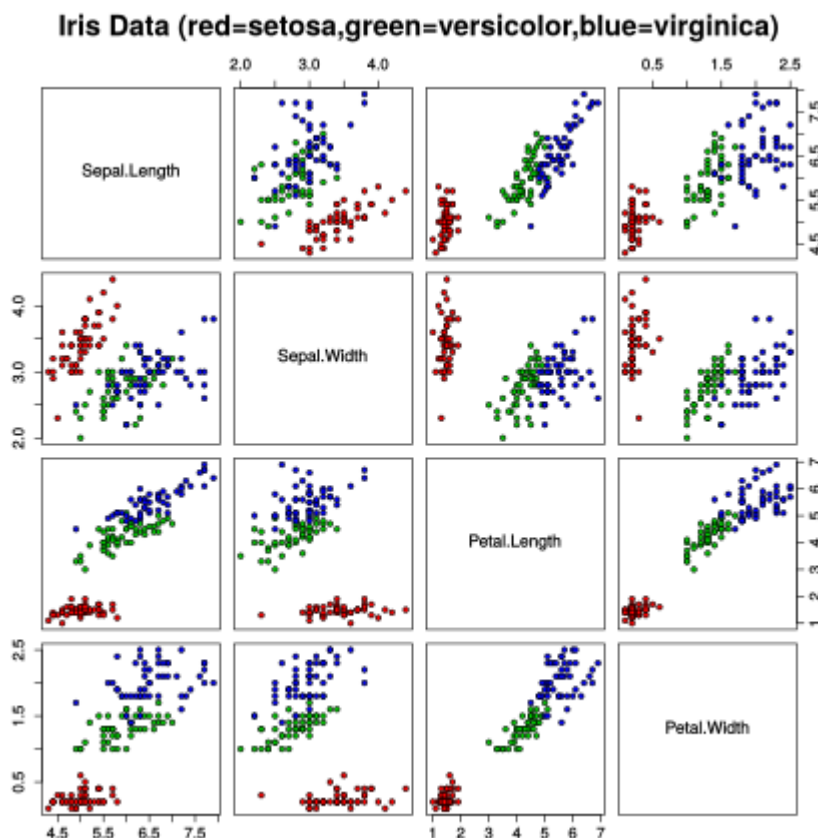 Iris Data (red=setosa,green=versicolor,blue=virginica)
2.0 3.0 4.0 0.5 1.5 2.5
Sepal.Length
4.5 5.5 6.5 7.5
2.0 3.0 4.0
Sepal.Width
Petal.Length
1 2 3 4 5 6 7
0.5 1.5 2.5
Petal.Width
4.5 5.5 6.5 7.5 1 2 3 4 5 6 7